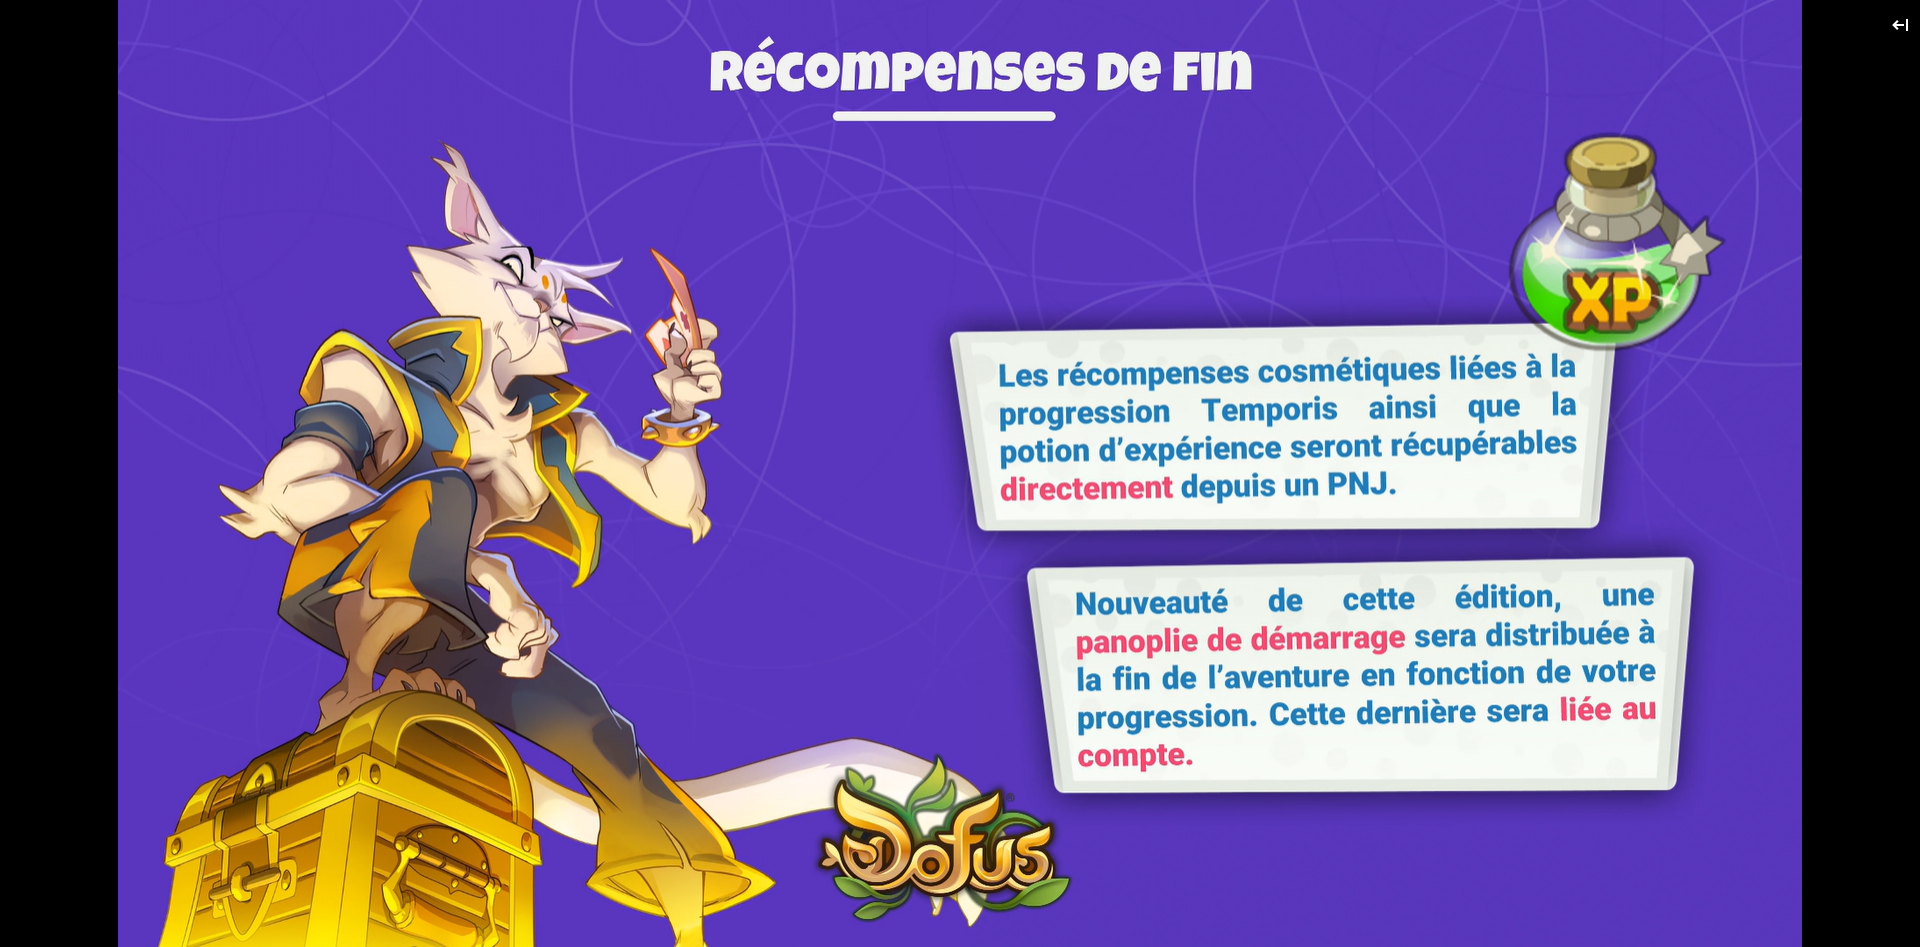 Récompenses de fin
XP
Les récompenses cosmétiques liées à la
progression Temporis ainsi que la
potion d’expérience seront récupérables
directement depuis un PNJ.
Nouveauté de cette édition, une
panoplie de démarrage sera distribuée à
la fin de l’aventure en fonction de votre
progression. Cette dernière sera liée au
compte.
DOFUS